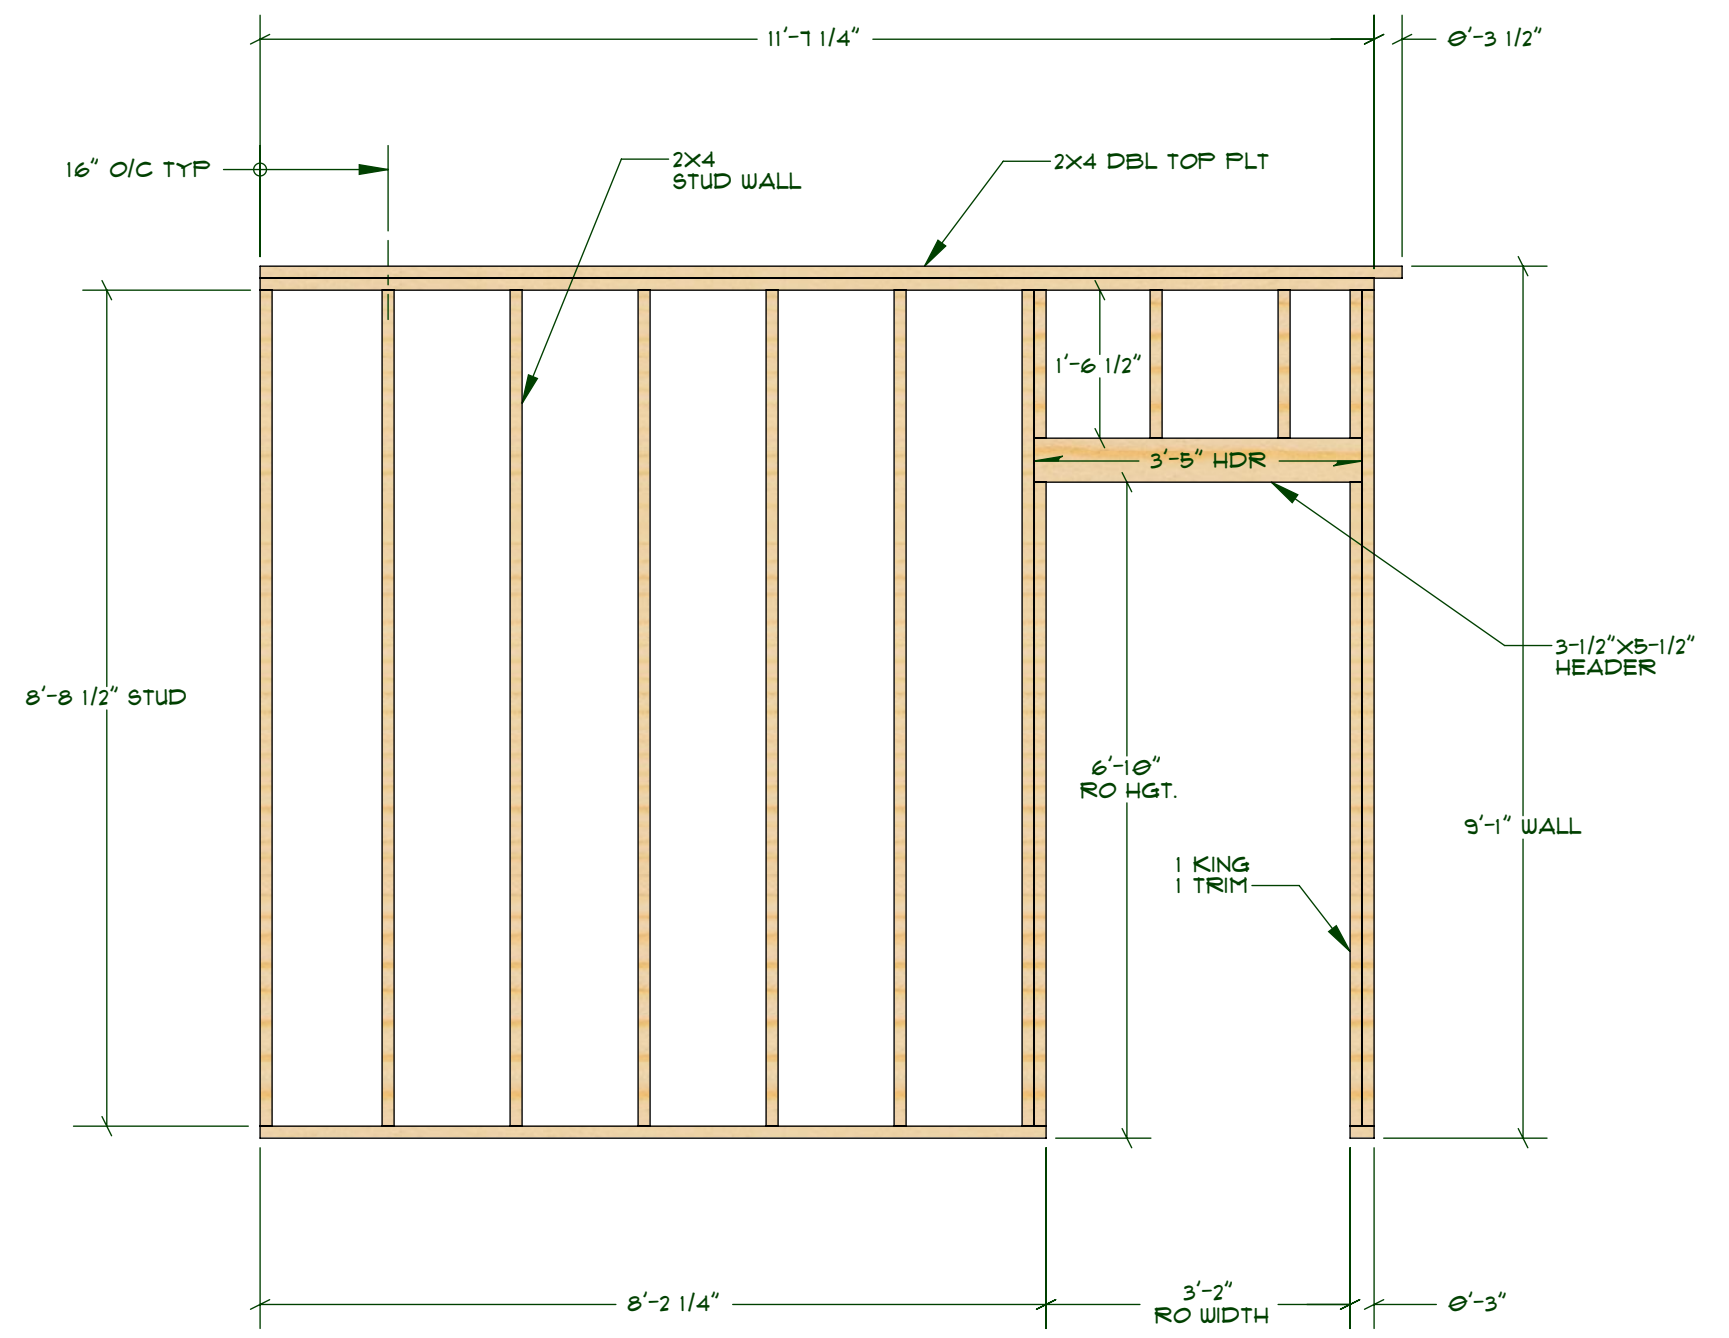 11'-7 1/4"
0'-3 1/2"
16" O/C TYP
2X4
STUD WALL
2X4 DBL TOP PLT
1'-6 1/2"
3'-5" HDR
3-1/2"X5-1/2"
HEADER
8'-8 1/2" STUD
6'-10"
RO HGT.
9'-1" WALL
1 KING
1 TRIM
8'-2 1/4"
3'-2"
RO WIDTH
0'-3"